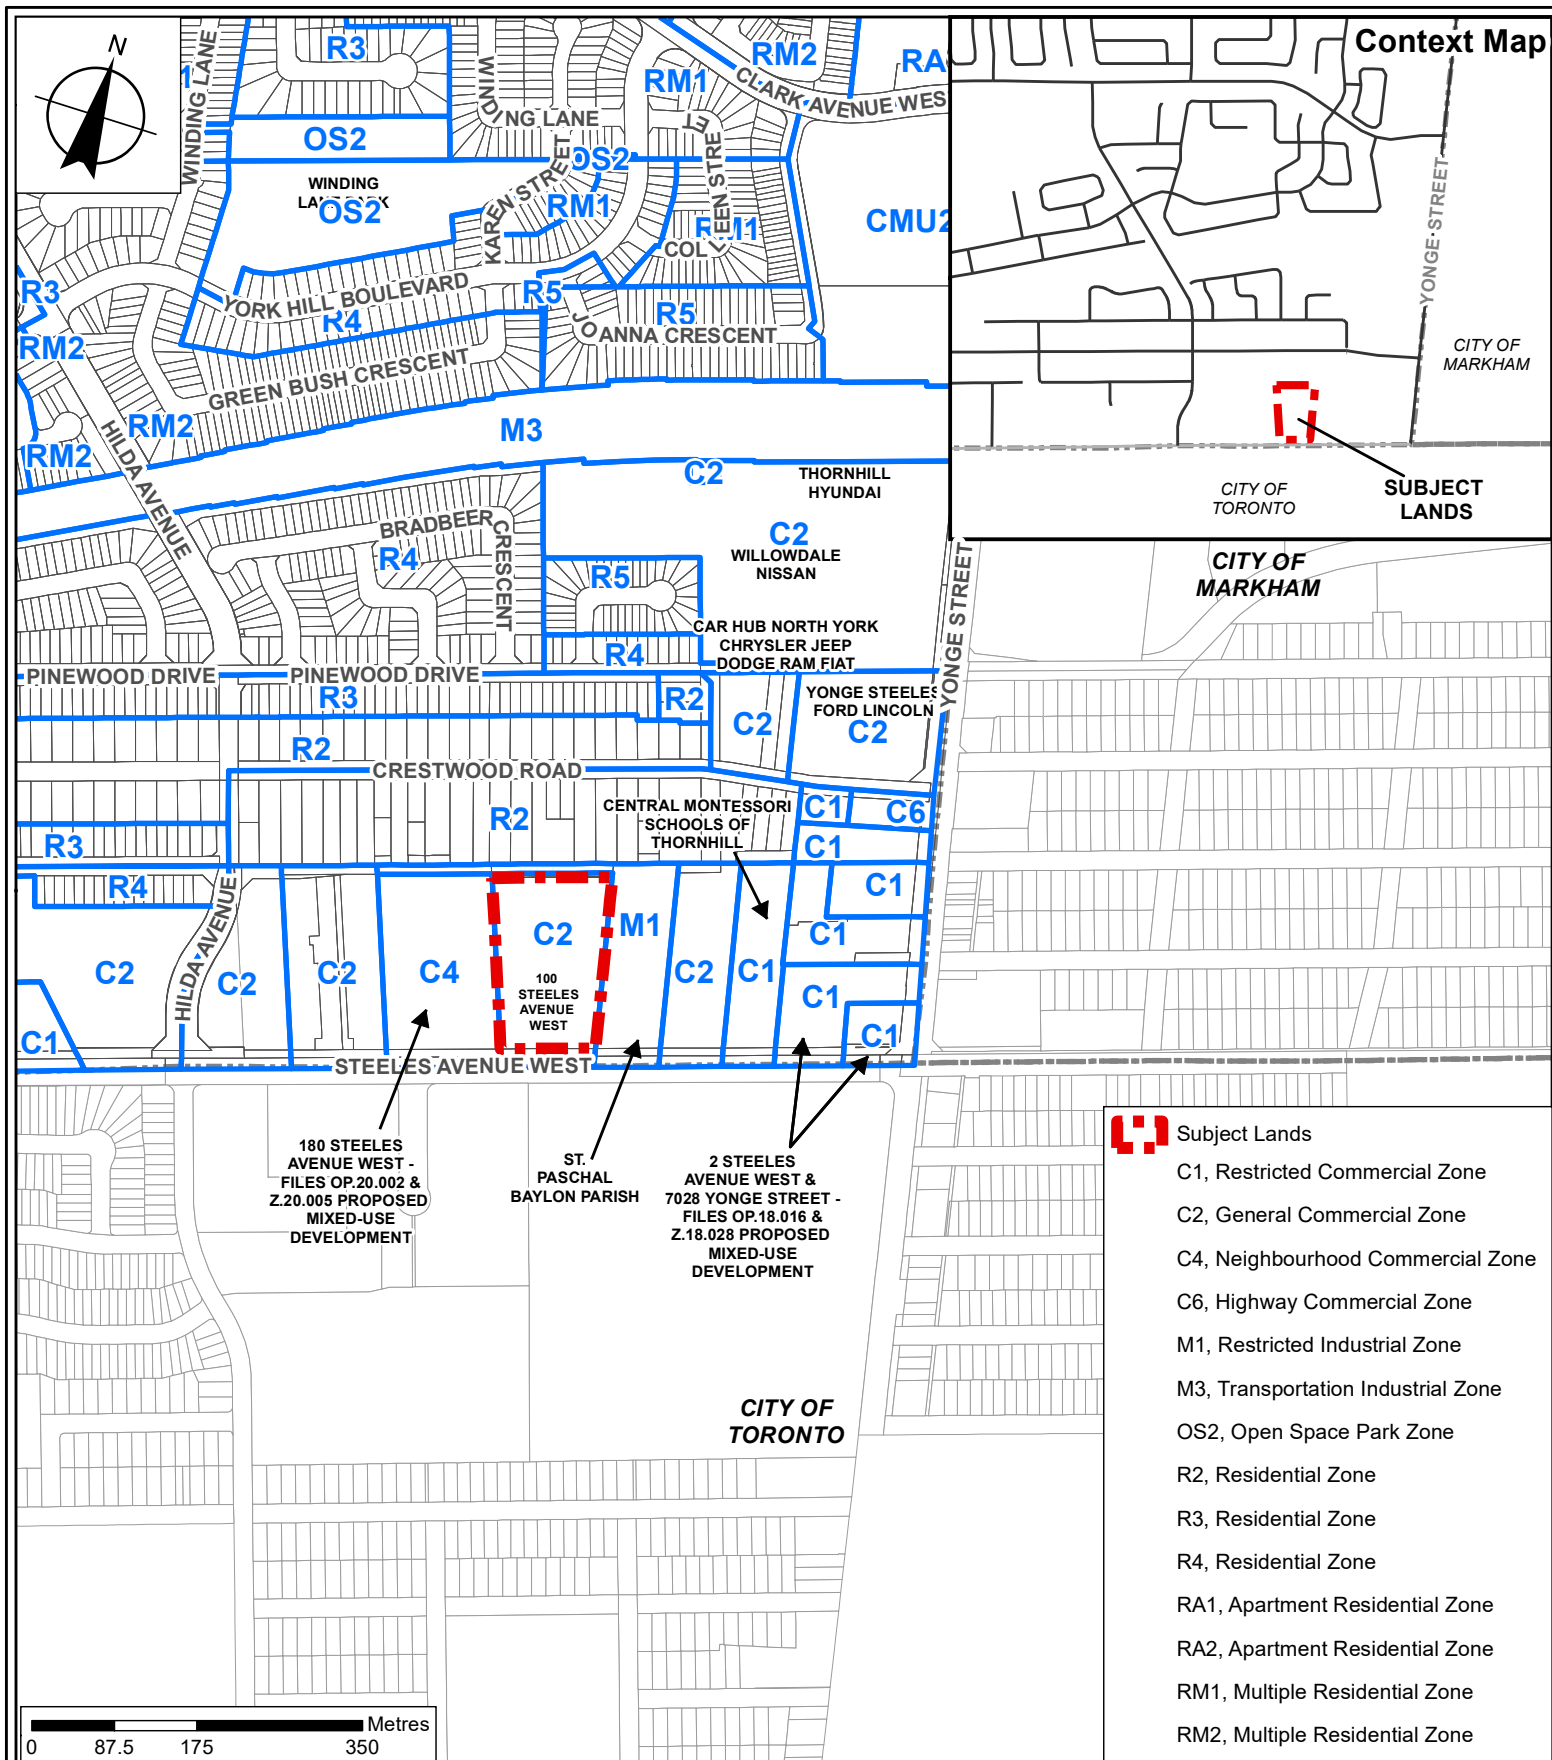 N
Context Map
YONGE STREET
CITY OF
MARKHAM
CITY OF
TORONTO
SUBJECT
LANDS
R3
RM2
WINDING LANE
WINDING LANE
RM1
CLARK AVENUE WES
OS2
OS2
COLLEEN STREET
WINDING
LANE PARK
OS2
KAREN STREET
RM1
RM1
CMU2
R3
YORK HILL BOULEVARD
R4
R5
R5
JOANNA CRESCENT
RM2
GREEN BUSH CRESCENT
RM2
RM2
HILDA AVENUE
M3
C2
THORNHILL
HYUNDAI
C2
WILLOWDALE
NISSAN
BRADBEER CRESCENT
R4
R5
CITY OF
MARKHAM
YONGE STREET
CAR HUB NORTH YORK
CHRYSLER JEEP
DODGE RAM FIAT
R4
PINEWOOD DRIVE
PINEWOOD DRIVE
R3
R2
YONGE STEELES
FORD LINCOLN
C2
C2
R2
CRESTWOOD ROAD
R2
CENTRAL MONTESSORI
SCHOOLS OF
THORNHILL
C1
C6
R3
C1
R4
C1
HILDA AVENUE
C2
C2
C2
C4
C2
M1
C2
C1
C1
C1
C1
C1
100
STEELES
AVENUE
WEST
STEELES AVENUE WEST
180 STEELES
AVENUE WEST -
FILES OP.20.002 &
Z.20.005 PROPOSED
MIXED-USE
DEVELOPMENT
ST.
PASCHAL
BAYLON PARISH
2 STEELES
AVENUE WEST &
7028 YONGE STREET -
FILES OP.18.016 &
Z.18.028 PROPOSED
MIXED-USE
DEVELOPMENT
CITY OF
TORONTO
Subject Lands
C1, Restricted Commercial Zone
C2, General Commercial Zone
C4, Neighbourhood Commercial Zone
C6, Highway Commercial Zone
M1, Restricted Industrial Zone
M3, Transportation Industrial Zone
OS2, Open Space Park Zone
R2, Residential Zone
R3, Residential Zone
R4, Residential Zone
RA1, Apartment Residential Zone
RA2, Apartment Residential Zone
RM1, Multiple Residential Zone
RM2, Multiple Residential Zone
Metres
0 87.5 175 350